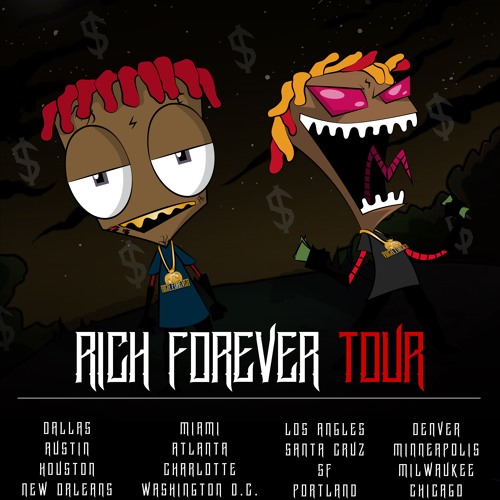 RICH FOREVER TOUR
DALLAS
AUSTIN
HOUSTON
NEW ORLEANS
MIAMI
ATLANTA
CHARLOTTE
WASHINGTON D.C.
LOS ANGLES
SANTA CRUZ
SF
PORTLAND
DENVER
MINNEAPOLIS
MILWAUKEE
CHICAGO